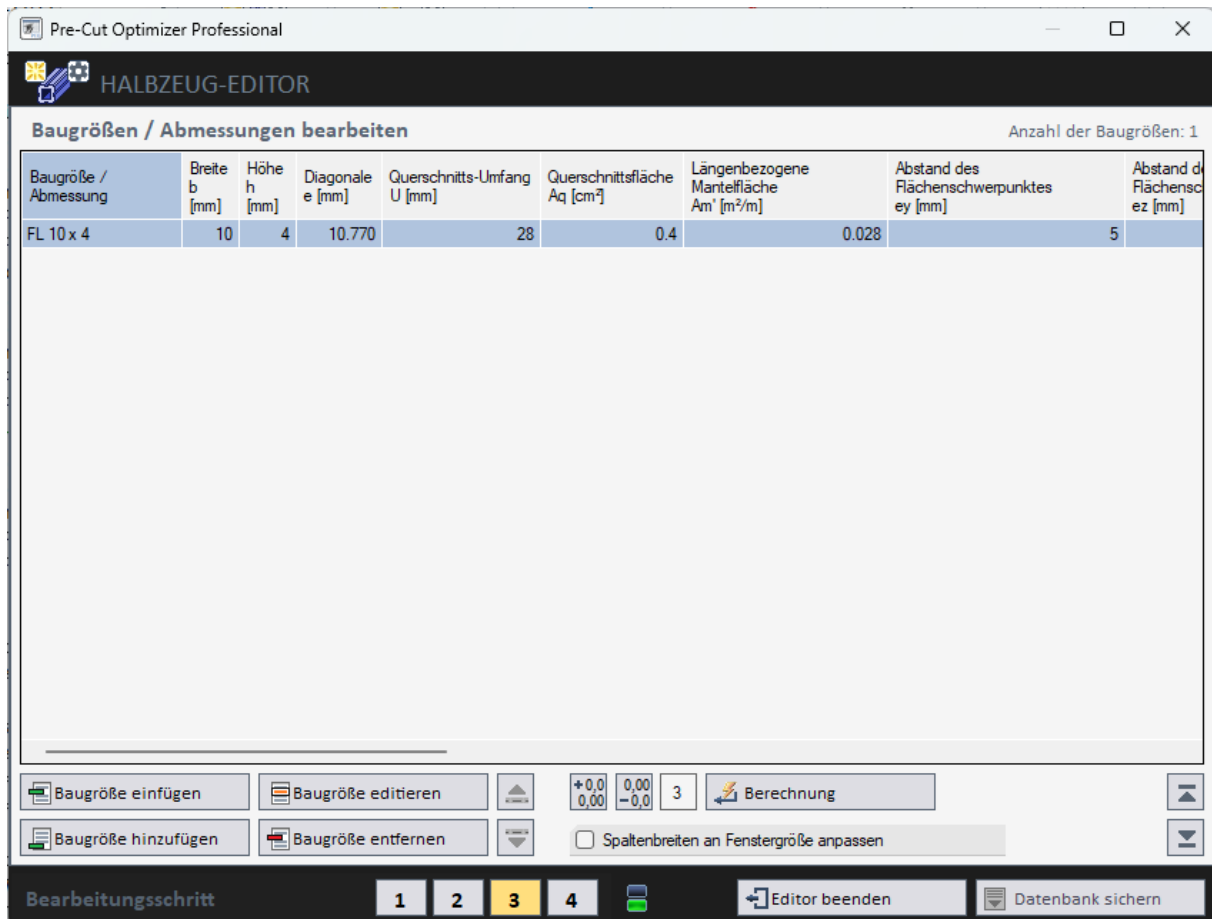 Pre-Cut Optimizer Professional
HALBZEUG-EDITOR
Baugrößen / Abmessungen bearbeiten
Anzahl der Baugrößen: 1
Baugröße /
Abmessung
Breite
b
[mm]
Höhe
h
[mm]
Diagonale
e [mm]
Querschnitts-Umfang
U [mm]
Querschnittsfläche
Aq [cm²]
Längenbezogene
Mantelfläche
Am' [m²/m]
Abstand des
Flächenschwerpunktes
ey [mm]
Abstand de
Flächensc
ez [mm]
FL 10 x 4 10 4 10.770 28 0.4 0.028 5
Baugröße einfügen
Baugröße editieren
+0,0
0,00
0,00
-0,0
3
Berechnung
Baugröße hinzufügen
Baugröße entfernen
Spaltenbreiten an Fenstergröße anpassen
Bearbeitungsschritt
1 2 3 4
Editor beenden
Datenbank sichern